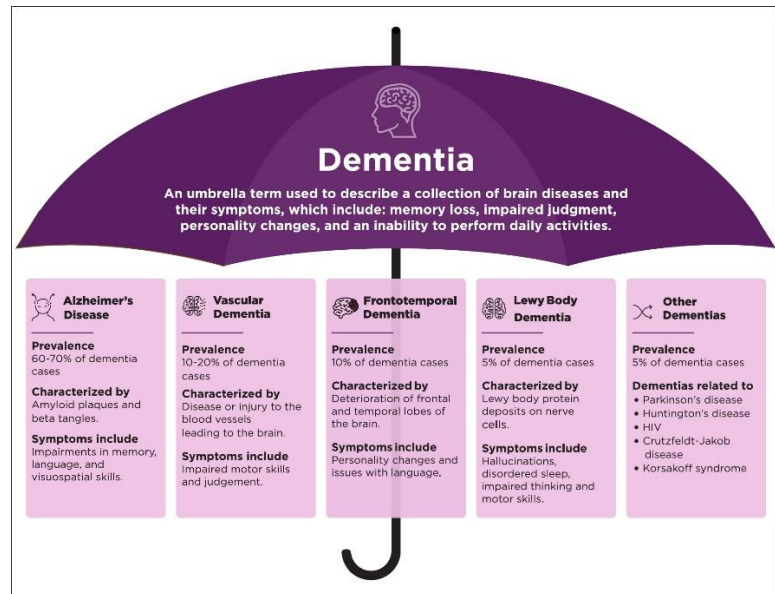 Dementia
An umbrella term used to describe a collection of brain diseases and
their symptoms, which include: memory loss, impaired judgment,
personality changes, and an inability to perform daily activities.
Alzheimer's
Disease
Prevalence
60-70% of dementia
cases
Characterized by
Amyloid plaques and
beta tangles.
Symptoms include
Impairments in memory,
language, and
visuospatial skills.
Vascular
Dementia
Prevalence
10-20% of dementia
cases
Characterized by
Disease or injury to the
blood vessels
leading to the brain.
Symptoms include
Impaired motor skills
and judgement.
Frontotemporal
Dementia
Prevalence
10% of dementia cases
Characterized by
Deterioration of frontal
and temporal lobes of
the brain.
Symptoms include
Personality changes and
issues with language.
Lewy Body
Dementia
Prevalence
5% of dementia cases
Characterized by
Lewy body protein
deposits on nerve
cells.
Symptoms include
Hallucinations,
disordered sleep,
impaired thinking and
motor skills.
Other
Dementias
Prevalence
5% of dementia cases
Dementias related to
• Parkinson's disease
• Huntington's disease
• HIV
• Crutzfeldt-Jakob
disease
• Korsakoff syndrome